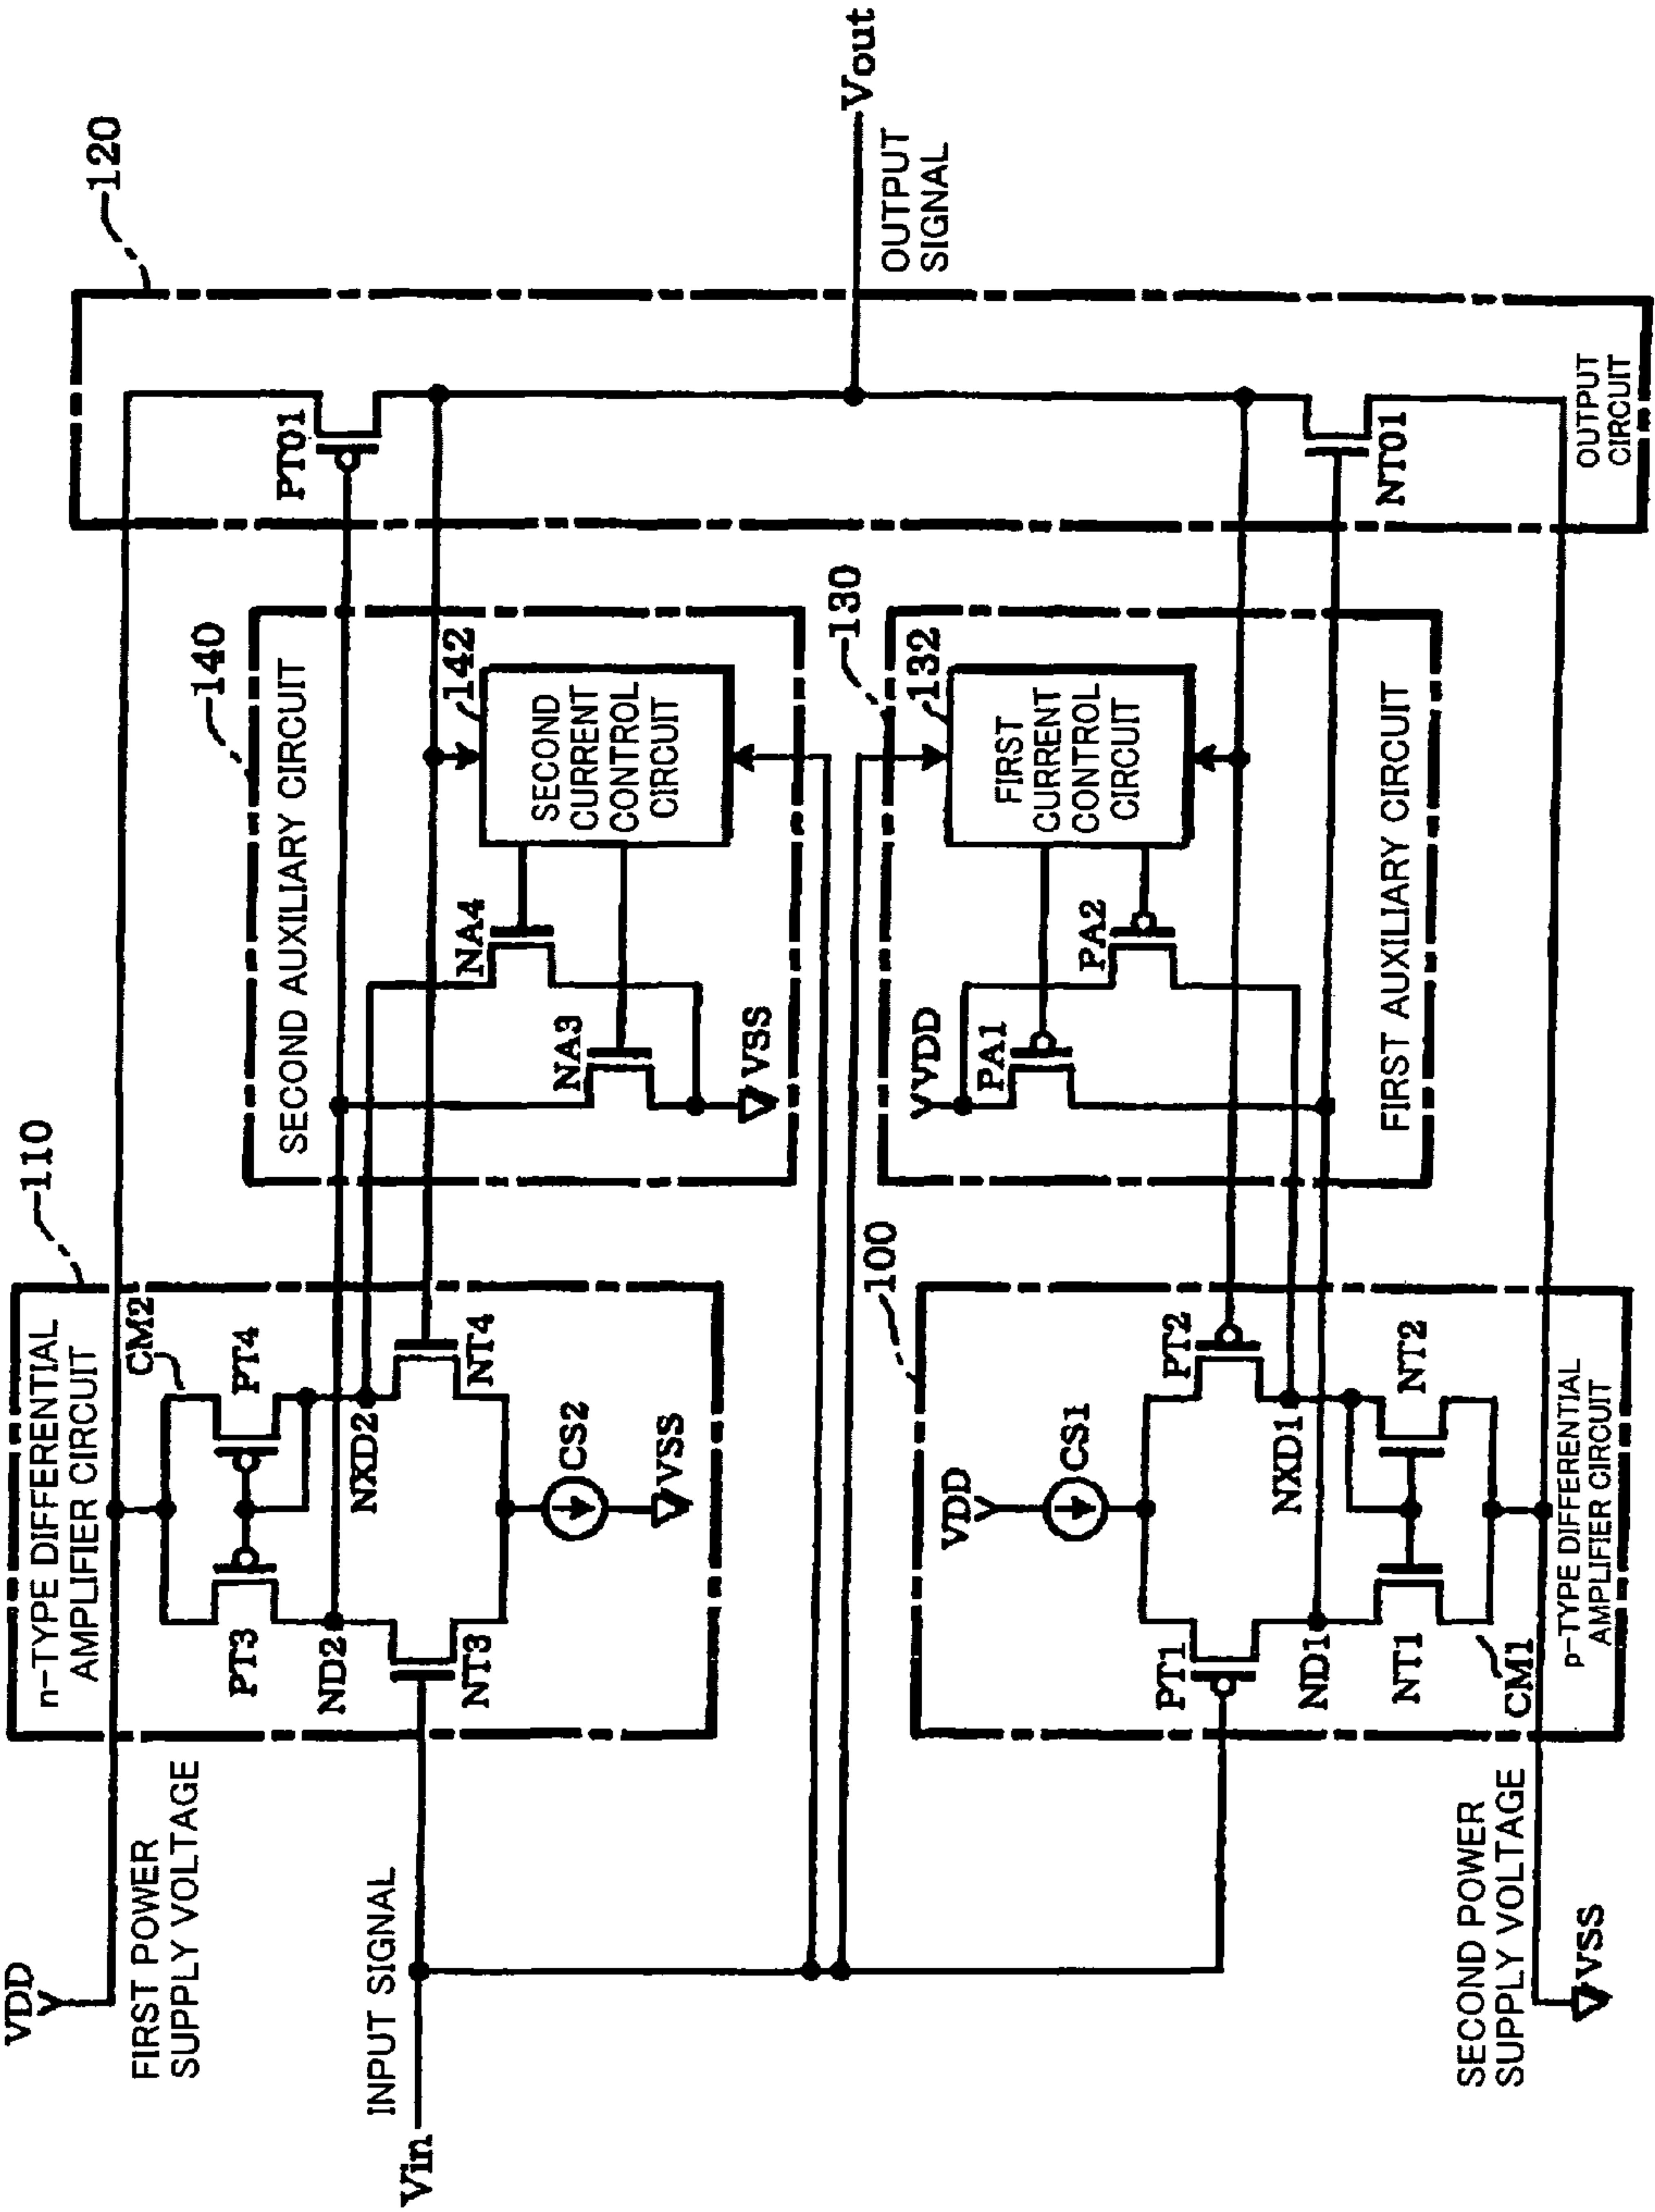 VDD
FIRST POWER
SUPPLY VOLTAGE
INPUT SIGNAL
Vin
SECOND POWER
SUPPLY VOLTAGE
VSS
110
n-TYPE DIFFERENTIAL
AMPLIFIER CIRCUIT
CM2
PT3
PT4
ND2
NXD2
NT3
NT4
CS2
VSS
100
VDD
CS1
PT1
PT2
ND1
NXD1
NT1
NT2
CM1
p-TYPE DIFFERENTIAL
AMPLIFIER CIRCUIT
140
SECOND AUXILIARY CIRCUIT
142
NA4
NA3
SECOND
CURRENT
CONTROL
CIRCUIT
VSS
130
132
VDD
PA1
PA2
FIRST
CURRENT
CONTROL
CIRCUIT
FIRST AUXILIARY CIRCUIT
120
PT01
NT01
OUTPUT
CIRCUIT
Vout
OUTPUT
SIGNAL